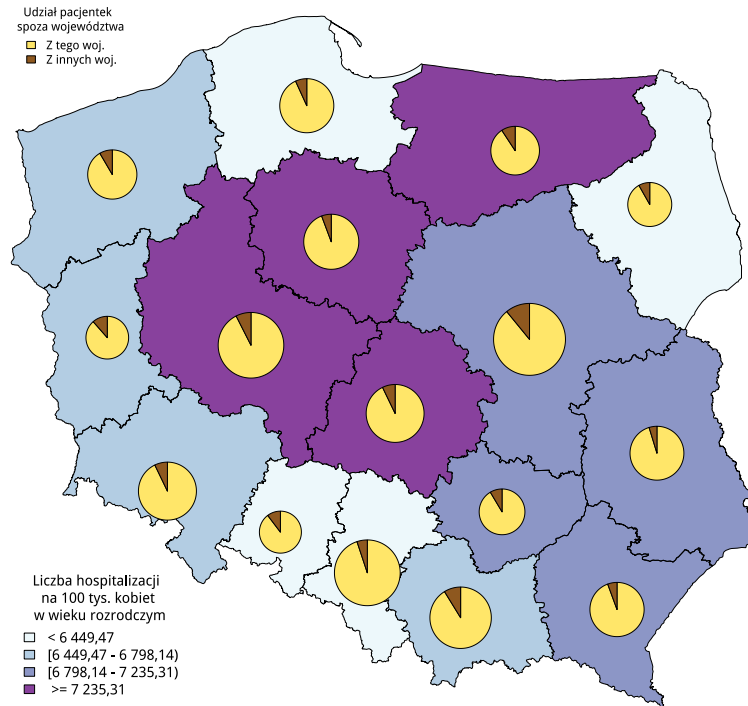 Udział pacjentek
spoza województwa
Z tego woj.
Z innych woj.
Liczba hospitalizacji
na 100 tys. kobiet
w wieku rozrodczym
< 6 449,47
[6 449,47 - 6 798,14)
[6 798,14 - 7 235,31)
>= 7 235,31